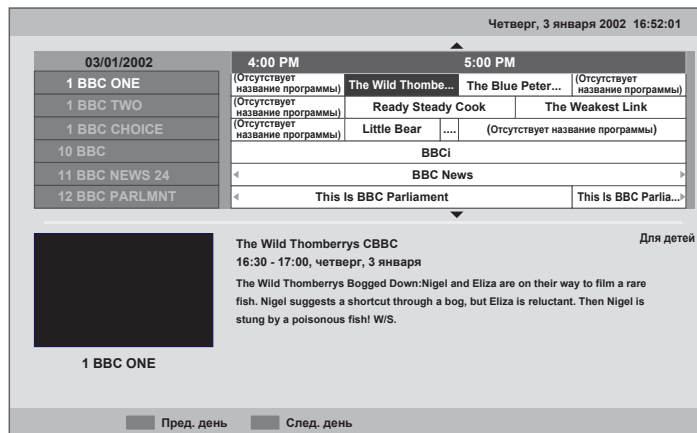 Четверг, 3 января 2002 16:52:01
03/01/2002 4:00 PM 5:00 PM
1 BBC ONE (Отсутствует название программы) The Wild Thombe... The Blue Peter... (Отсутствует название программы)
1 BBC TWO (Отсутствует название программы) Ready Steady Cook The Weakest Link
1 BBC CHOICE (Отсутствует название программы) Little Bear .... (Отсутствует название программы)
10 BBC BBCi
11 BBC NEWS 24 BBC News
12 BBC PARLMNT This Is BBC Parliament This Is BBC Parlia...
The Wild Thomberrys CBBC Для детей
16:30 - 17:00, четверг, 3 января
The Wild Thomberrys Bogged Down:Nigel and Eliza are on their way to film a rare
fish. Nigel suggests a shortcut through a bog, but Eliza is reluctant. Then Nigel is
stung by a poisonous fish! W/S.
1 BBC ONE
Пред. день След. день